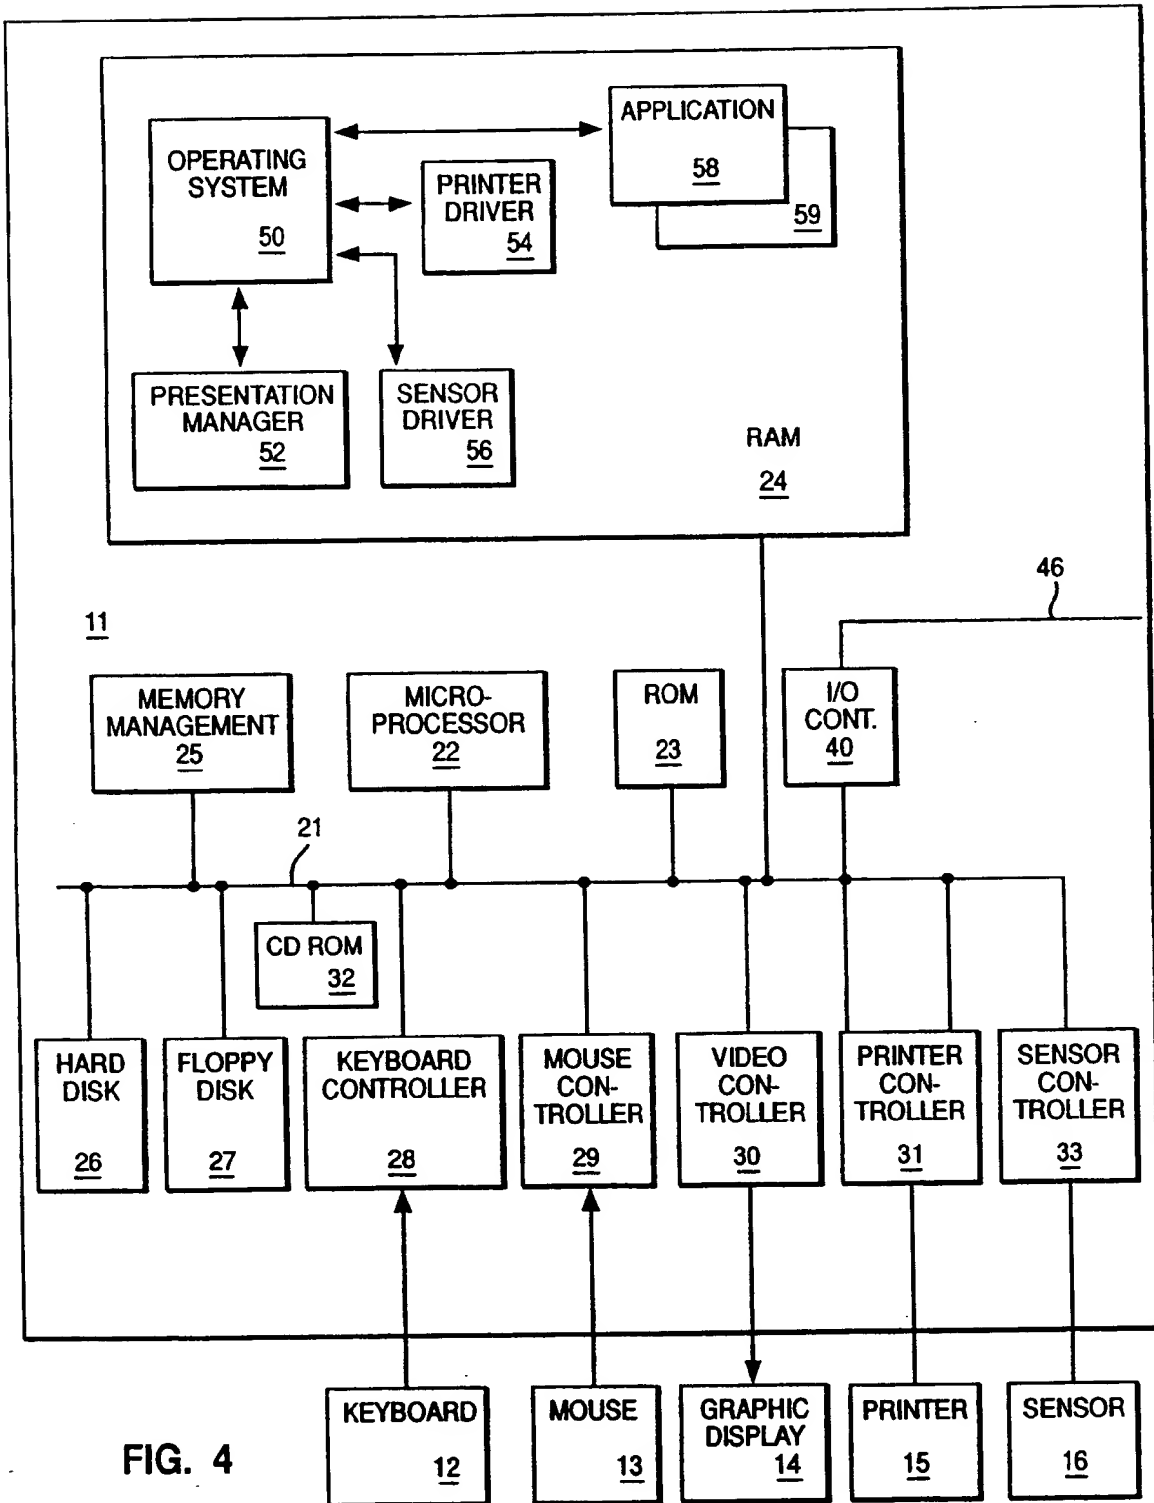 APPLICATION
58
59
OPERATING
SYSTEM
50
PRINTER
DRIVER
54
PRESENTATION
MANAGER
52
SENSOR
DRIVER
56
RAM
24
46
11
MEMORY
MANAGEMENT
25
MICRO-
PROCESSOR
22
ROM
23
I/O
CONT.
40
21
CD ROM
32
HARD
DISK
26
FLOPPY
DISK
27
KEYBOARD
CONTROLLER
28
MOUSE
CON-
TROLLER
29
VIDEO
CON-
TROLLER
30
PRINTER
CON-
TROLLER
31
SENSOR
CON-
TROLLER
33
KEYBOARD
12
MOUSE
13
GRAPHIC
DISPLAY
14
PRINTER
15
SENSOR
16
FIG. 4